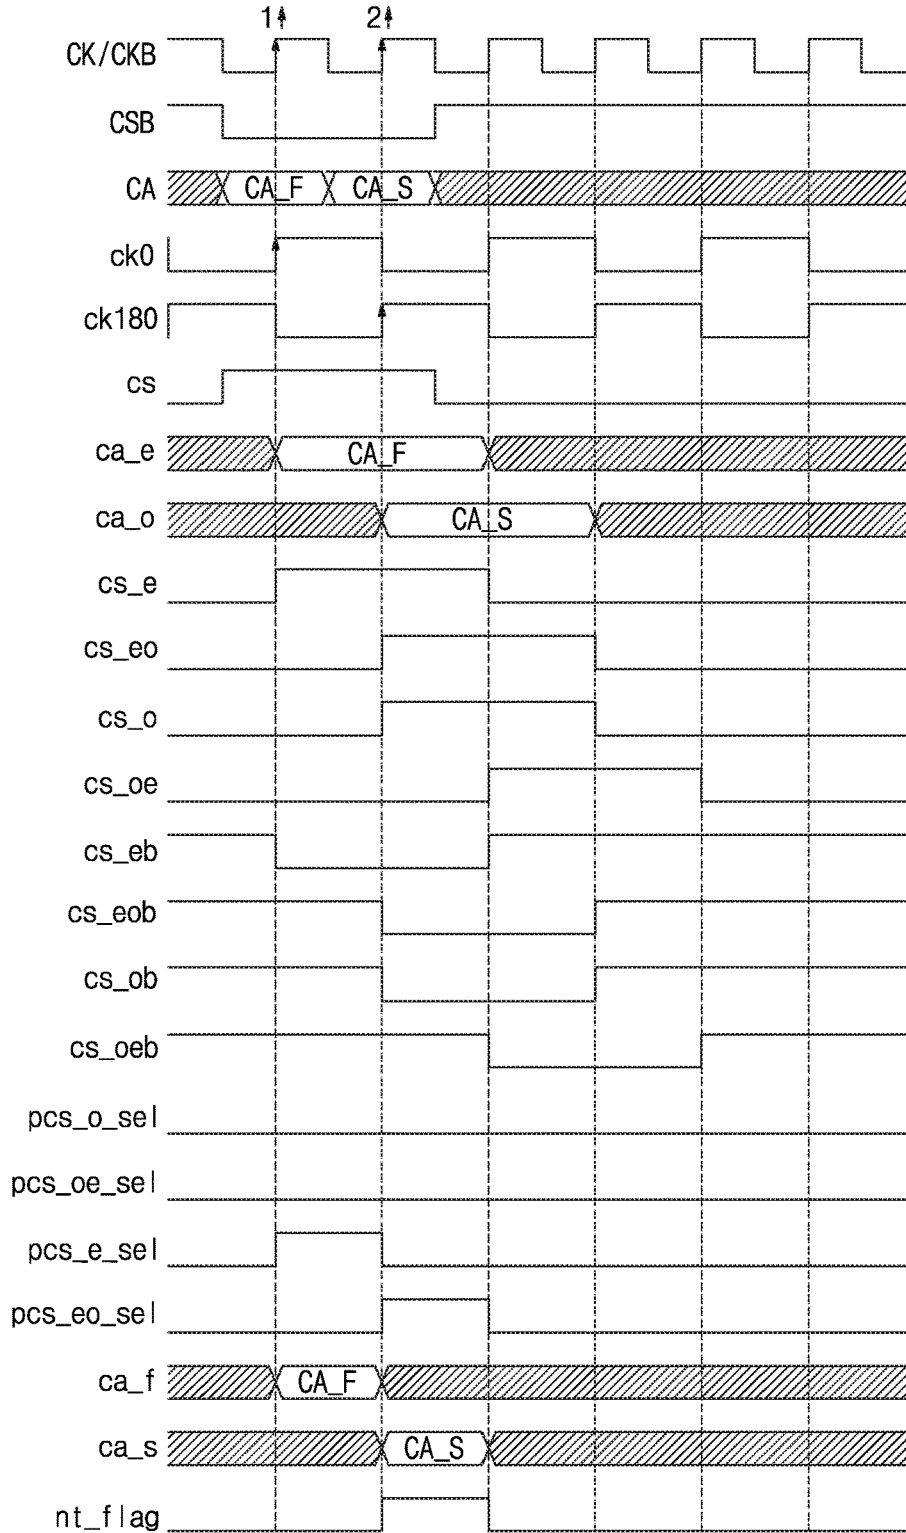 1 2
CK/CKB
CSB
CA CA_F CA_S
ck0
ck180
cs
ca_e CA_F
ca_o CA_S
cs_e
cs_eo
cs_o
cs_oe
cs_eb
cs_eob
cs_ob
cs_oeb
pcs_o_sel
pcs_oe_sel
pcs_e_sel
pcs_eo_sel
ca_f CA_F
ca_s CA_S
nt_flag